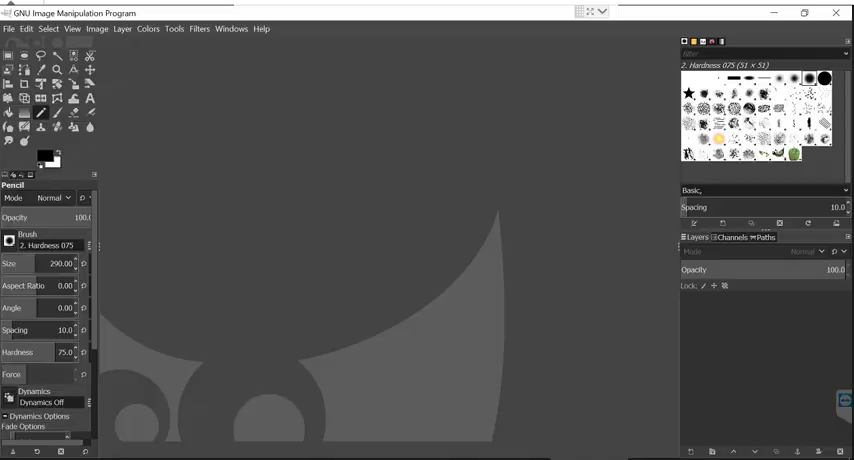 GNU Image Manipulation Program
File Edit Select View Image Layer Colors Tools Filters Windows Help
filter
2. Hardness 075 (51 × 51)
Basic,
Spacing 10.0
Layers Channels Paths
Mode Normal
Opacity 100.0
Lock:
Pencil
Mode Normal
Opacity 100.0
Brush
2. Hardness 075
Size 290.00
Aspect Ratio 0.00
Angle 0.00
Spacing 10.0
Hardness 75.0
Force
Dynamics
Dynamics Off
Dynamics Options
Fade Options